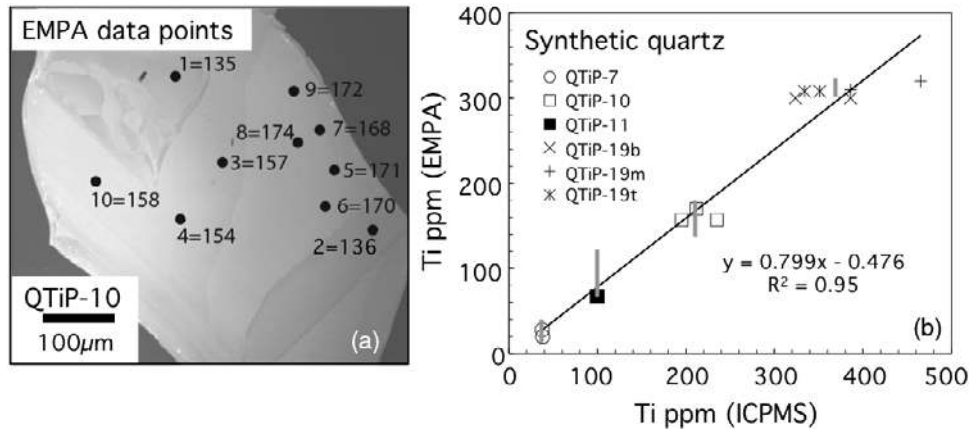 EMPA data points
1=135
9=172
7=168
8=174
3=157
5=171
10=158
6=170
4=154
2=136
QTiP-10
100µm
(a)
400
300
200
100
0
Ti ppm (EMPA)
Synthetic quartz
QTiP-7
QTiP-10
QTiP-11
QTiP-19b
QTiP-19m
QTiP-19t
y = 0.799x - 0.476
R² = 0.95
(b)
0
100
200
300
400
500
Ti ppm (ICPMS)